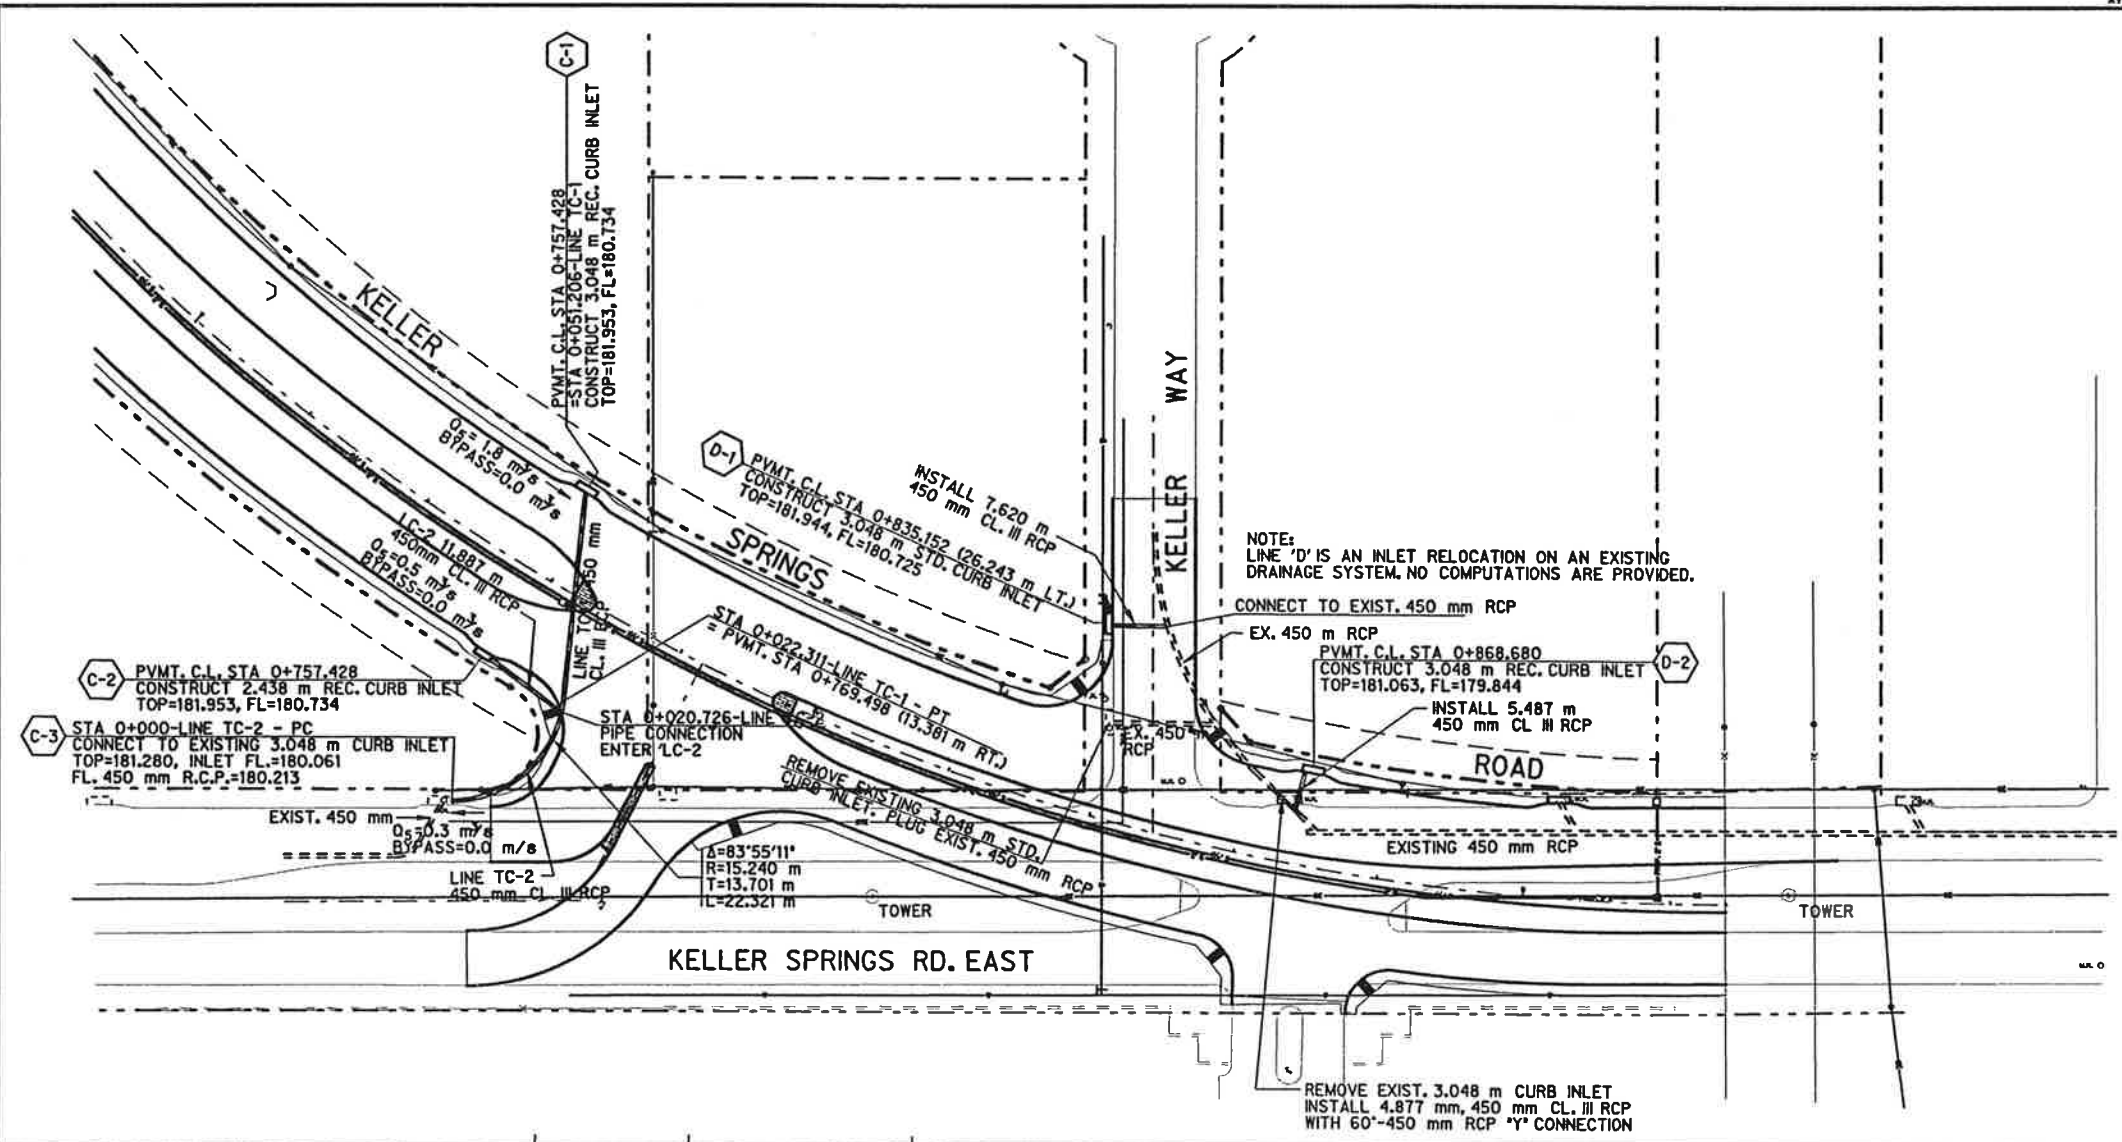 C-1
PVMT. C.L. STA 0+757.428
=STA 0+051.206-LINE TC-1
CONSTRUCT 3.048 m REC. CURB INLET
TOP=181.953, FL=180.734
KELLER
Q5= 1.8 m³/s
BYPASS=0.0 m³/s
LC-2 11.887 m
450mm CL. III RCP
Q5=0.5 m³/s
BYPASS=0.0 m³/s
D-1
PVMT. C.L. STA 0+835.152 (26.243 m LT.)
CONSTRUCT 3.048 m STD. CURB INLET
TOP=181.944, FL=180.725
INSTALL 7.620 m
450 mm CL. III RCP
SPRINGS
KELLER WAY
NOTE:
LINE 'D' IS AN INLET RELOCATION ON AN EXISTING
DRAINAGE SYSTEM. NO COMPUTATIONS ARE PROVIDED.
CONNECT TO EXIST. 450 mm RCP
EX. 450 m RCP
PVMT. C.L. STA 0+868.680
CONSTRUCT 3.048 m REC. CURB INLET
TOP=181.063, FL=179.844
D-2
INSTALL 5.487 m
450 mm CL III RCP
ROAD
C-2
PVMT. C.L. STA 0+757.428
CONSTRUCT 2.438 m REC. CURB INLET
TOP=181.953, FL=180.734
C-3
STA 0+000-LINE TC-2 - PC
CONNECT TO EXISTING 3.048 m CURB INLET
TOP=181.280, INLET FL.=180.061
FL. 450 mm R.C.P.=180.213
450 mm
CL. III
STA 0+022.311-LINE TC-1 - PT
= PVMT. STA 0+769.498 (13.381 m RT.)
STA 0+020.726-LINE
PIPE CONNECTION
ENTER LC-2
EX. 450 m
RCP
REMOVE EXISTING 3.048 m STD.
CURB INLET. PLUG EXIST. 450 mm RCP
EXIST. 450 mm
Q5=0.3 m³/s
BYPASS=0.0 m/s
LINE TC-2
450 mm CL. III RCP
Δ=83°55'11"
R=15.240 m
T=13.701 m
L=22.321 m
EXISTING 450 mm RCP
TOWER
TOWER
KELLER SPRINGS RD. EAST
REMOVE EXIST. 3.048 m CURB INLET
INSTALL 4.877 mm, 450 mm CL. III RCP
WITH 60°-450 mm RCP "Y" CONNECTION